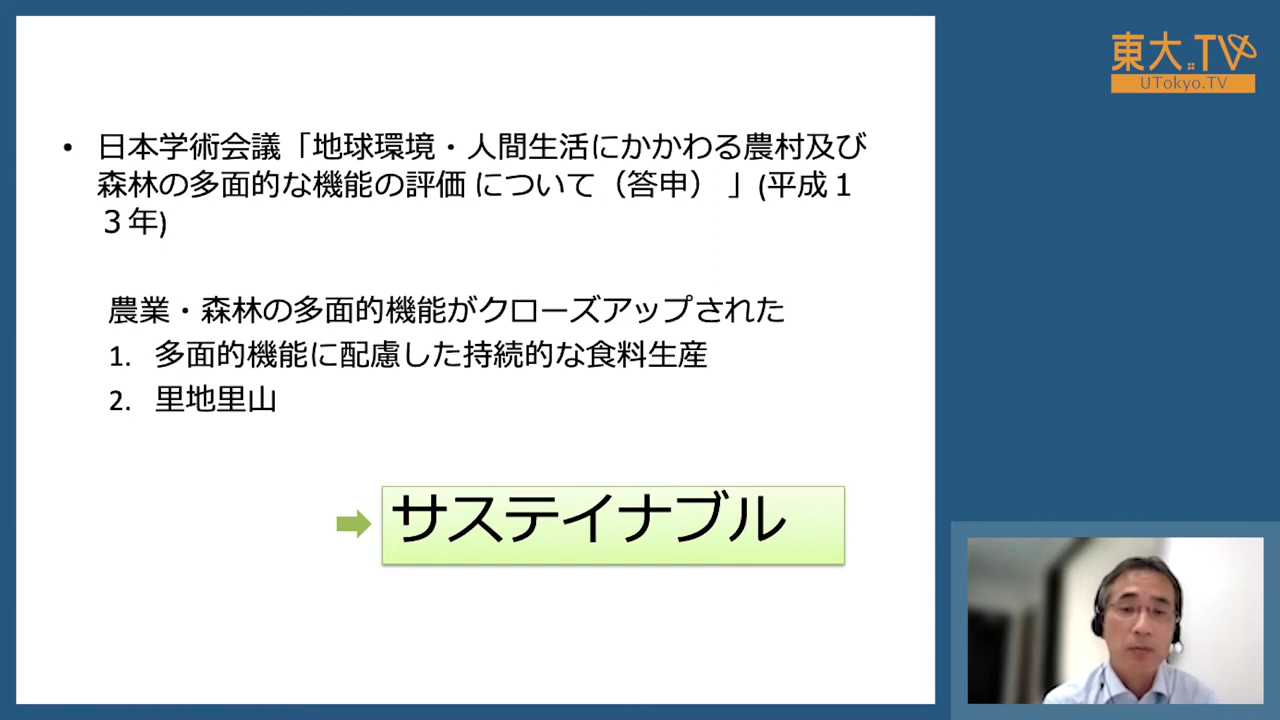 東大TV
UTokyo.TV
• 日本学術会議「地球環境・人間生活にかかわる農村及び
森林の多面的な機能の評価 について（答申） 」(平成１
３年)
農業・森林の多面的機能がクローズアップされた
1. 多面的機能に配慮した持続的な食料生産
2. 里地里山
サステイナブル